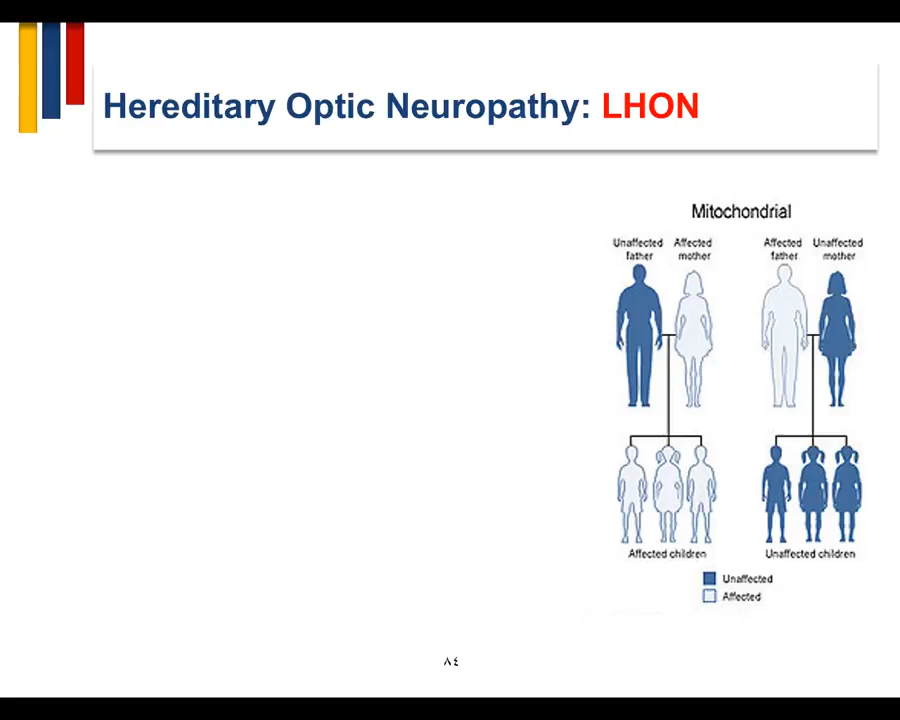 Hereditary Optic Neuropathy: LHON
Mitochondrial
Unaffected father
Affected mother
Affected father
Unaffected mother
Affected children
Unaffected children
Unaffected
Affected
٨٤